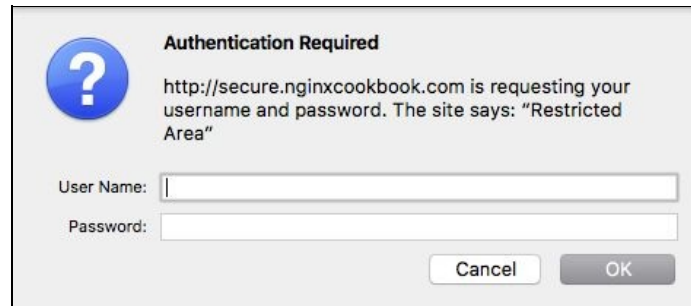 Authentication Required
http://secure.nginxcookbook.com is requesting your
username and password. The site says: “Restricted
Area”
User Name:
Password:
Cancel
OK